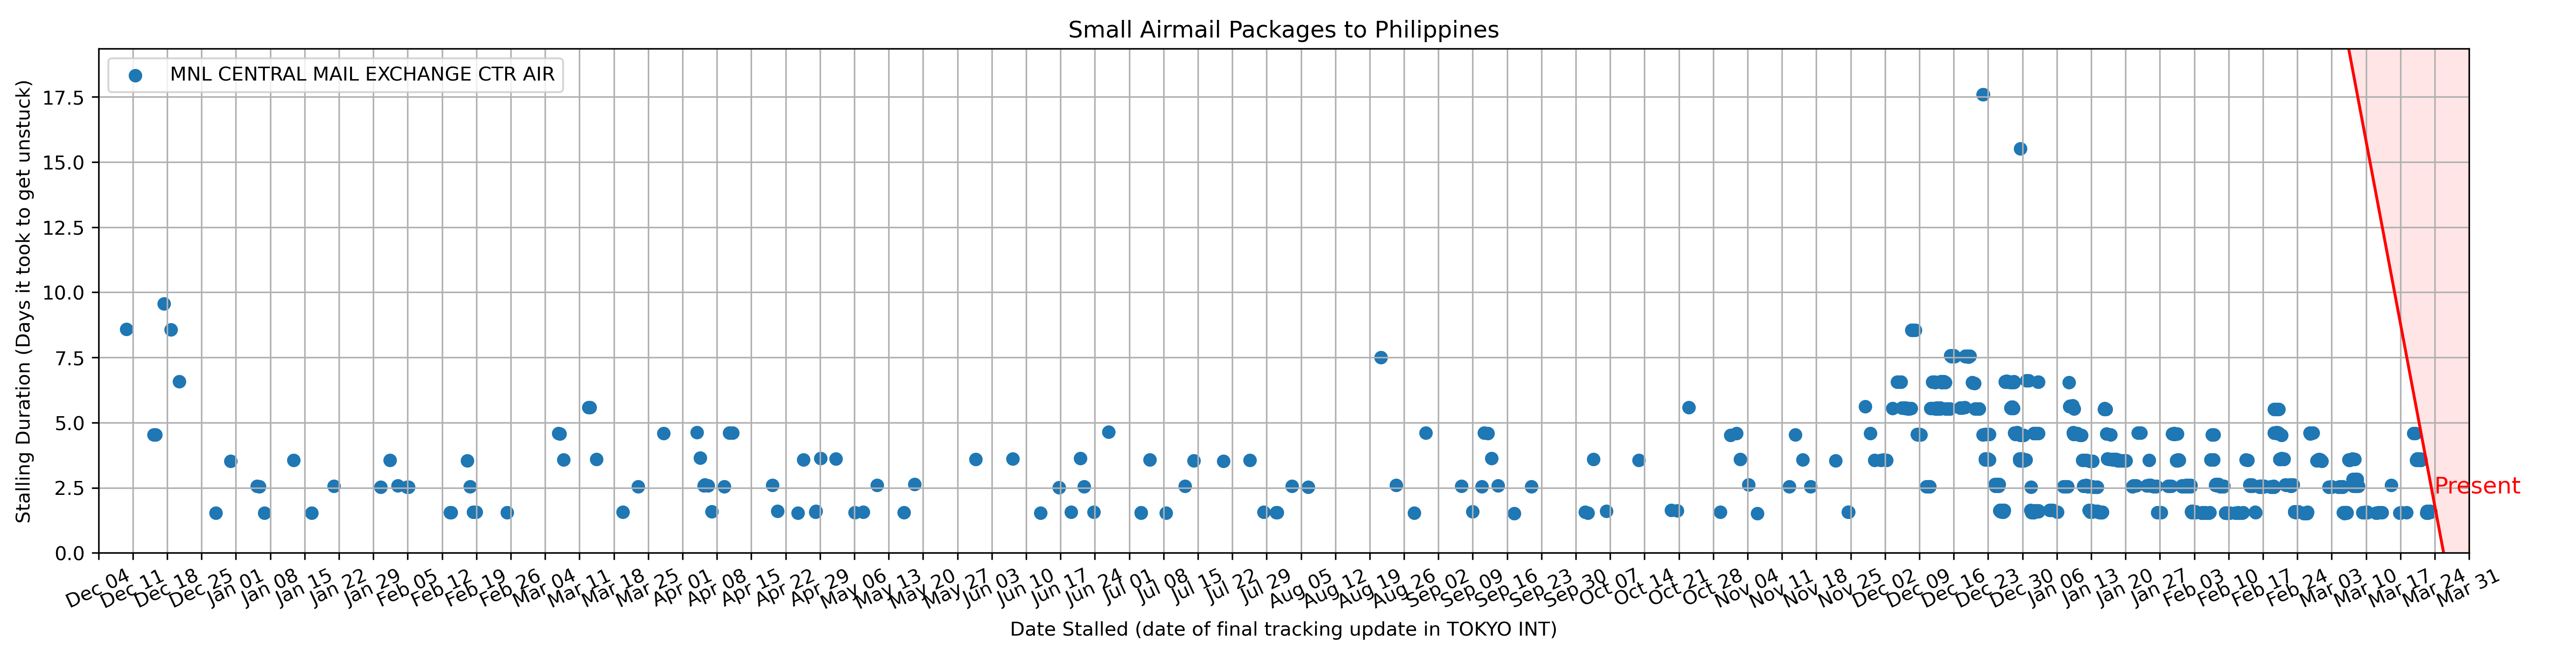 Small Airmail Packages to Philippines
MNL CENTRAL MAIL EXCHANGE CTR AIR
Stalling Duration (Days it took to get unstuck)
17.5
15.0
12.5
10.0
7.5
5.0
2.5
0.0
Present
Dec 04 Dec 11 Dec 18 Dec 25 Jan 01 Jan 08 Jan 15 Jan 22 Jan 29 Feb 05 Feb 12 Feb 19 Feb 26 Mar 04 Mar 11 Mar 18 Mar 25 Apr 01 Apr 08 Apr 15 Apr 22 Apr 29 May 06 May 13 May 20 May 27 Jun 03 Jun 10 Jun 17 Jun 24 Jul 01 Jul 08 Jul 15 Jul 22 Jul 29 Aug 05 Aug 12 Aug 19 Aug 26 Sep 02 Sep 09 Sep 16 Sep 23 Sep 30 Oct 07 Oct 14 Oct 21 Oct 28 Nov 04 Nov 11 Nov 18 Nov 25 Dec 02 Dec 09 Dec 16 Dec 23 Dec 30 Jan 06 Jan 13 Jan 20 Jan 27 Feb 03 Feb 10 Feb 17 Feb 24 Mar 03 Mar 10 Mar 17 Mar 24 Mar 31
Date Stalled (date of final tracking update in TOKYO INT)